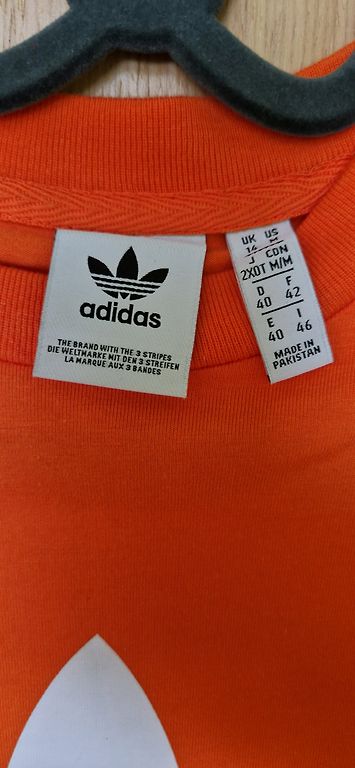 adidas
THE BRAND WITH THE 3 STRIPES
DIE WELTMARKE MIT DEN 3 STREIFEN
LA MARQUE AUX 3 BANDES
UK US
14 M
J CDN
2XOT M/M
D F
40 42
E I
40 46
MADE IN
PAKISTAN